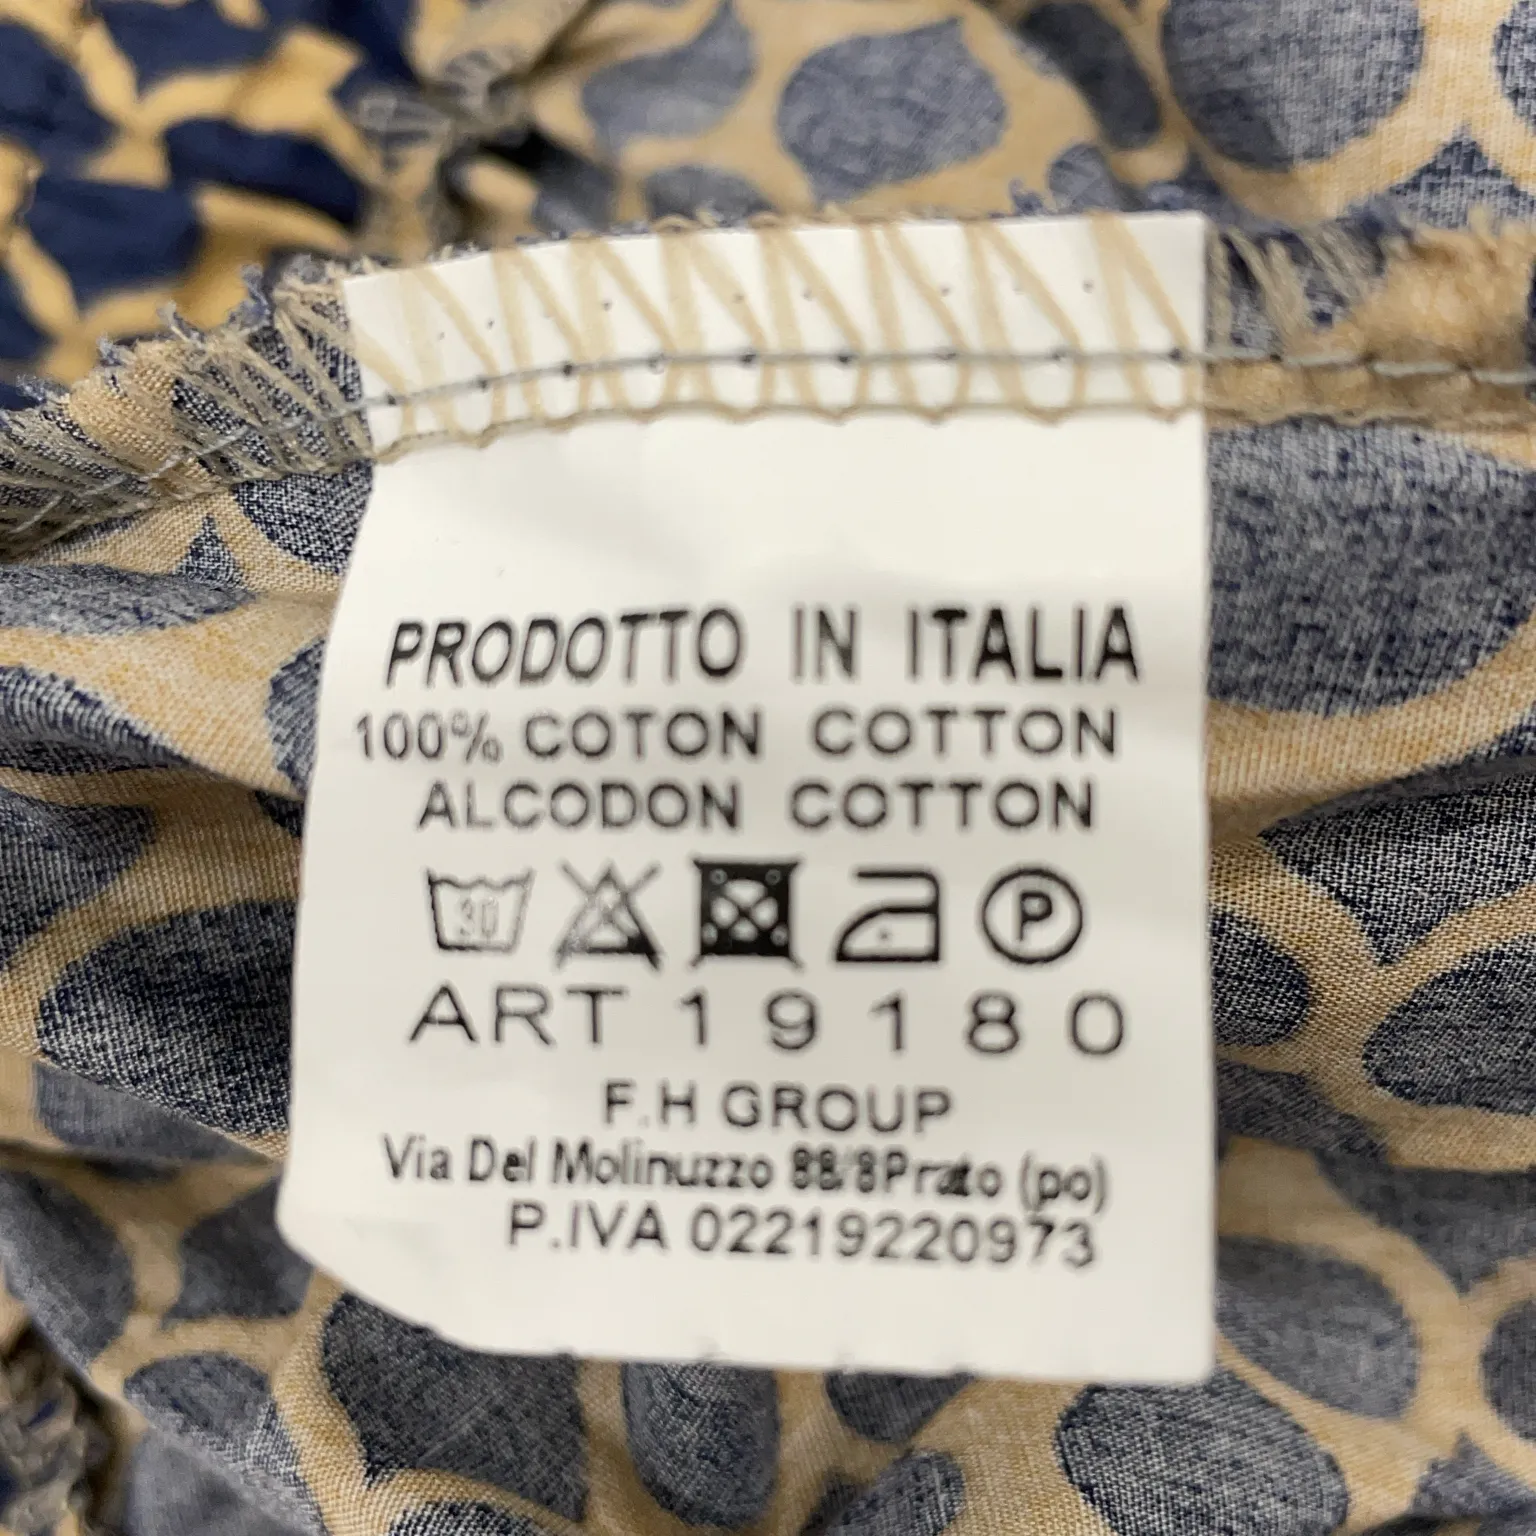 PRODOTTO IN ITALIA
100% COTON COTTON
ALCODON COTTON
30 P
ART 19180
F.H GROUP
Via Del Molinuzzo 88/8Prato (po)
P.IVA 02219220973